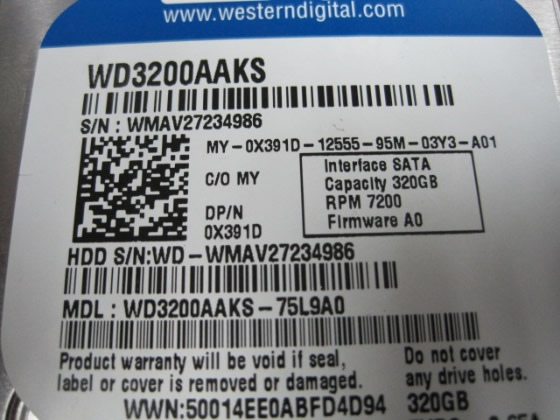 www.westerndigital.com
WD3200AAKS
S/N : WMAV27234986
MY-0X391D-12555-95M-03Y3-A01
C/O MY
DP/N
0X391D
Interface SATA
Capacity 320GB
RPM 7200
Firmware A0
HDD S/N:WD-WMAV27234986
MDL : WD3200AAKS-75L9A0
Product warranty will be void if seal,
label or cover is removed or damaged.
Do not cover
any drive holes.
WWN:50014EE0ABFD4D94
320GB